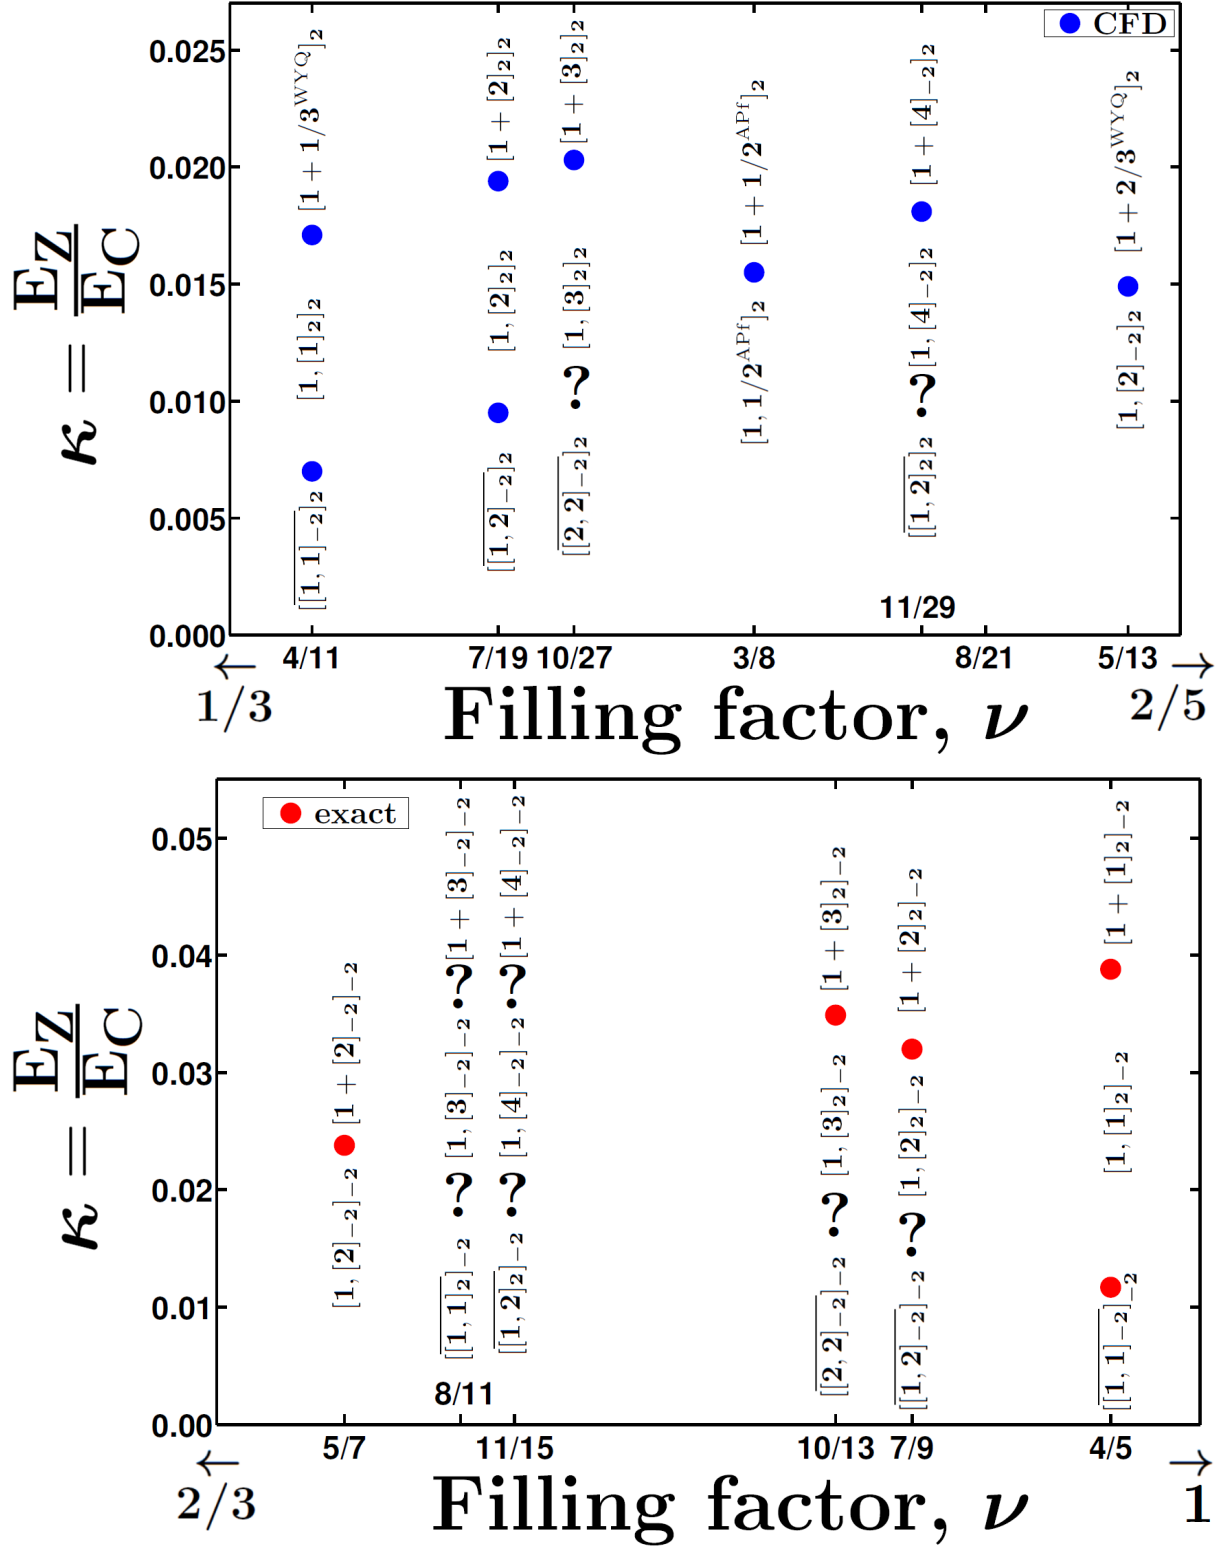 κ = E_Z/E_C
0.025
0.020
0.015
0.010
0.005
0.000
CFD
[1 + 1/3^WYQ]_2
[1, [1]_2]_2
[[1, 1]_−2]_2
[1 + [2]_2]_2
[1, [2]_2]_2
[[1, 2]_−2]_2
[1 + [3]_2]_2
[1, [3]_2]_2
?
[[2, 2]_−2]_2
[1 + 1/2^APf]_2
[1, 1/2^APf]_2
[1 + [4]_−2]_2
[1, [4]_−2]_2
?
[[1, 2]_2]_2
11/29
[1 + 2/3^WYQ]_2
[1, [2]_−2]_2
4/11 7/19 10/27 3/8 8/21 5/13
← 1/3
→ 2/5
Filling factor, ν
κ = E_Z/E_C
0.05
0.04
0.03
0.02
0.01
0.00
exact
[1 + [2]_−2]_−2
[1, [2]_−2]_−2
[1 + [3]_−2]_−2
?
[1, [3]_−2]_−2
?
[[1, 1]_2]_−2
8/11
[1 + [4]_−2]_−2
?
[1, [4]_−2]_−2
?
[[1, 2]_2]_−2
[1 + [3]_2]_−2
[1, [3]_2]_−2
?
[[2, 2]_−2]_−2
[1 + [2]_2]_−2
[1, [2]_2]_−2
?
[[1, 2]_−2]_−2
[1 + [1]_2]_−2
[1, [1]_2]_−2
[[1, 1]_−2]_−2
5/7 11/15 10/13 7/9 4/5
← 2/3
→ 1
Filling factor, ν